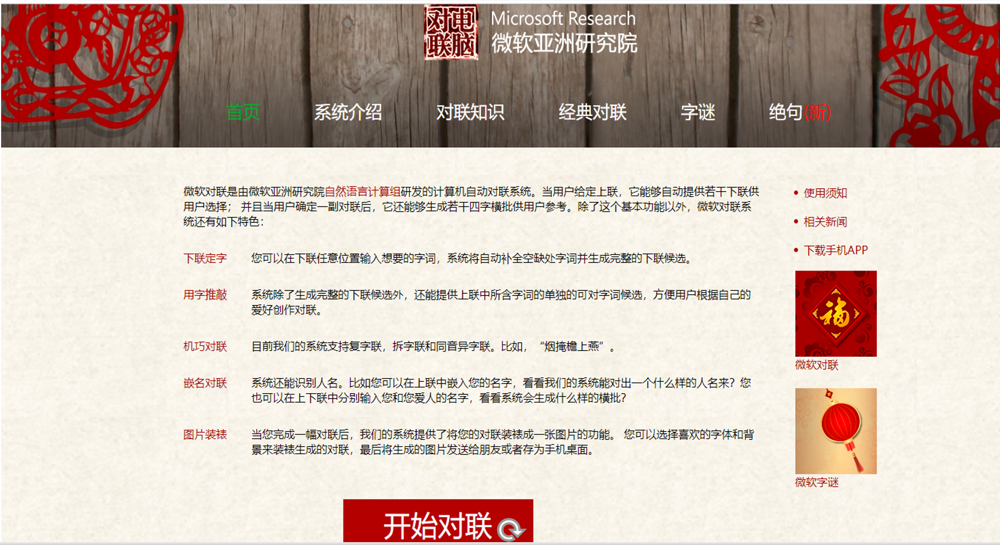 电脑
对联
Microsoft Research
微软亚洲研究院
首页
系统介绍
对联知识
经典对联
字谜
绝句(新)
微软对联是由微软亚洲研究院自然语言计算组研发的计算机自动对联系统。当用户给定上联，它能够自动提供若干下联供
用户选择； 并且当用户确定一副对联后，它还能够生成若干四字横批供用户参考。除了这个基本功能以外，微软对联系
统还有如下特色：
下联定字
您可以在下联任意位置输入想要的字词，系统将自动补全空缺处字词并生成完整的下联候选。
用字推敲
系统除了生成完整的下联候选外，还能提供上联中所含字词的单独的可对字词候选，方便用户根据自己的
爱好创作对联。
机巧对联
目前我们的系统支持复字联，拆字联和同音异字联。比如，“烟掩檐上燕”。
嵌名对联
系统还能识别人名。比如您可以在上联中嵌入您的名字，看看我们的系统能对出一个什么样的人名来？您
也可以在上下联中分别输入您和您爱人的名字，看看系统会生成什么样的横批？
图片装裱
当您完成一幅对联后，我们的系统提供了将您的对联装裱成一张图片的功能。 您可以选择喜欢的字体和背
景来装裱生成的对联，最后将生成的图片发送给朋友或者存为手机桌面。
开始对联
使用须知
相关新闻
下载手机APP
福
微软对联
微软字谜